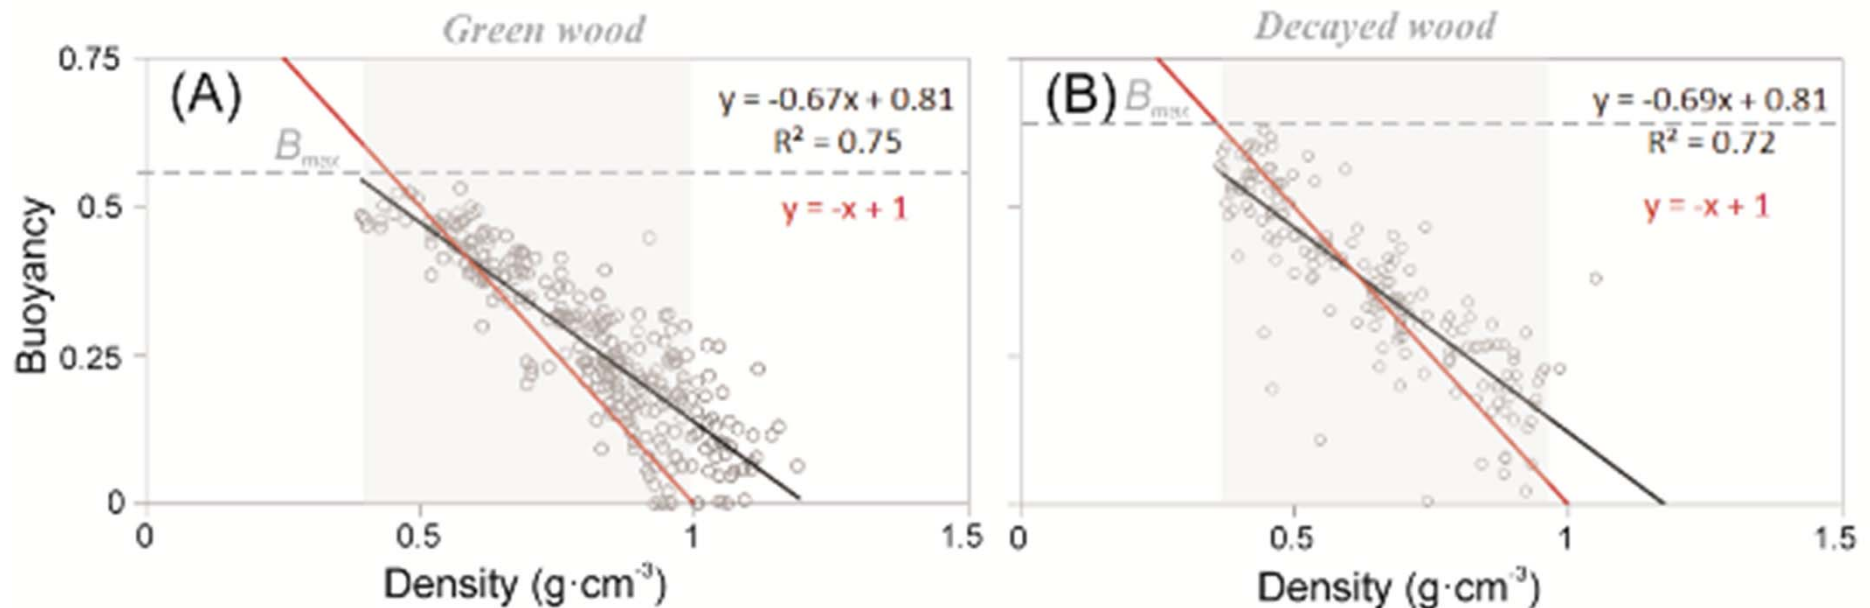 Green wood
Decayed wood
0.75
(A)
y = -0.67x + 0.81
R² = 0.75
Bmax
y = -x + 1
(B)
Bmax
y = -0.69x + 0.81
R² = 0.72
y = -x + 1
Buoyancy
0.5
0.25
0
0
0.5
1
1.5
0
0.5
1
1.5
Density (g·cm⁻³)
Density (g·cm⁻³)